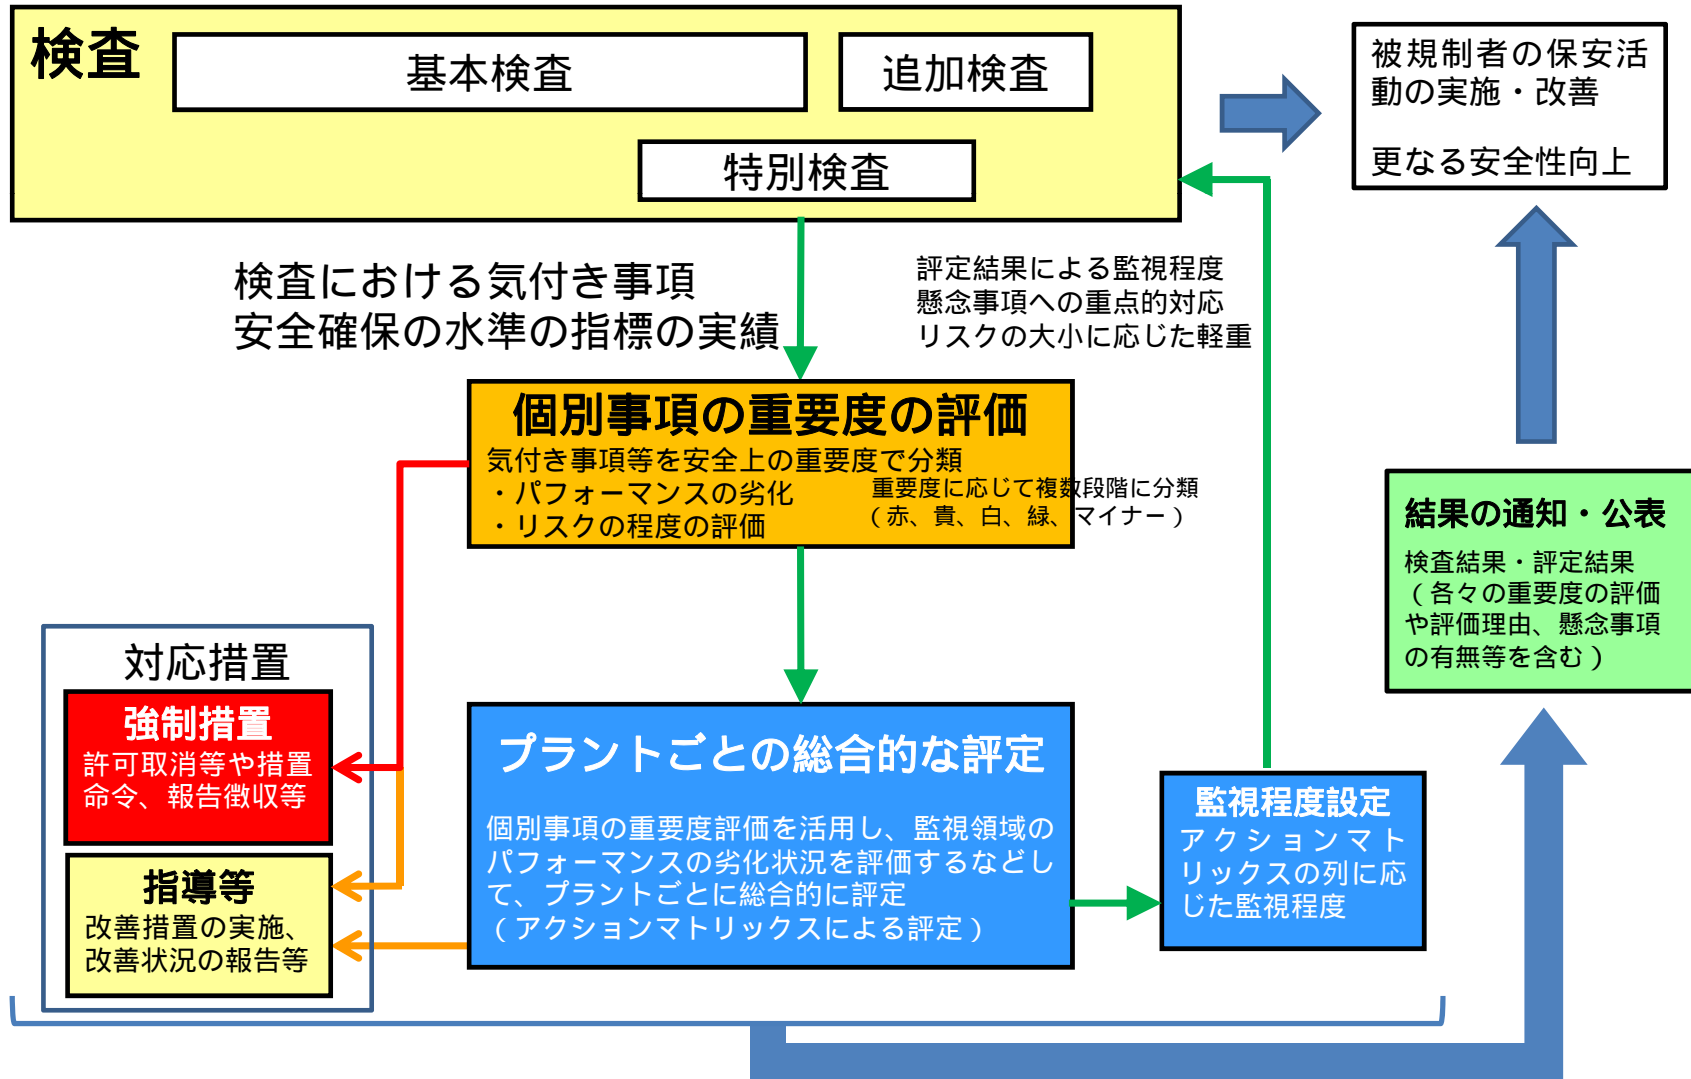 検査
基本検査
追加検査
特別検査
被規制者の保安活
動の実施・改善
更なる安全性向上
検査における気付き事項
安全確保の水準の指標の実績
評定結果による監視程度
懸念事項への重点的対応
リスクの大小に応じた軽重
個別事項の重要度の評価
気付き事項等を安全上の重要度で分類
・パフォーマンスの劣化
・リスクの程度の評価
重要度に応じて複数段階に分類
(赤、貴、白、緑、マイナー)
結果の通知・公表
検査結果・評定結果
(各々の重要度の評価
や評価理由、懸念事項
の有無等を含む)
対応措置
強制措置
許可取消等や措置
命令、報告徴収等
指導等
改善措置の実施、
改善状況の報告等
プラントごとの総合的な評定
個別事項の重要度評価を活用し、監視領域の
パフォーマンスの劣化状況を評価するなどし
て、プラントごとに総合的に評定
(アクションマトリックスによる評定)
監視程度設定
アクションマト
リックスの列に応
じた監視程度